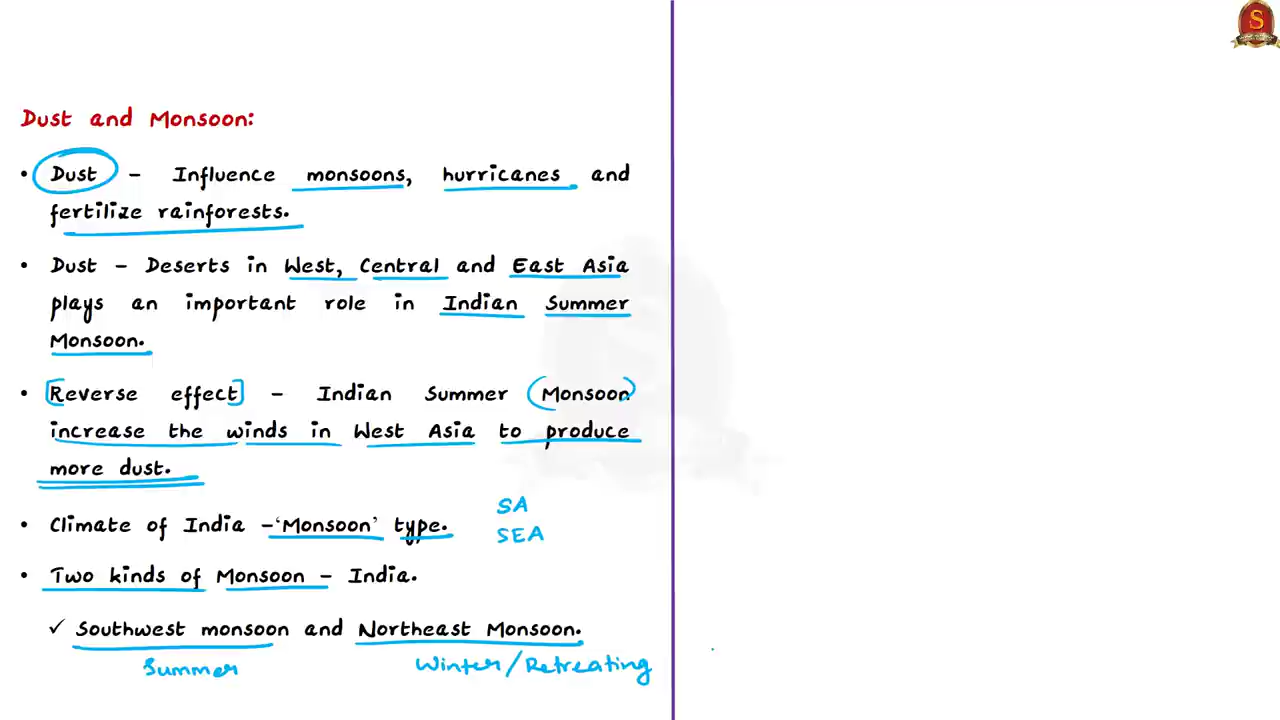 S
Dust and Monsoon:
• Dust - Influence monsoons, hurricanes and
fertilize rainforests.
• Dust - Deserts in West, Central and East Asia
plays an important role in Indian Summer
Monsoon.
• [Reverse effect] - Indian Summer (Monsoon)
increase the winds in West Asia to produce
more dust.
SA
• Climate of India - 'Monsoon' type.
SEA
• Two kinds of Monsoon - India.
✓ Southwest monsoon and Northeast Monsoon.
Summer
Winter/Retreating